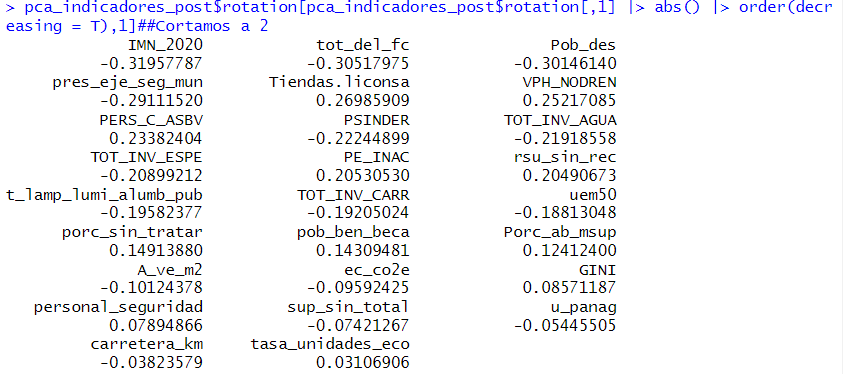 > pca_indicadores_post$rotation[pca_indicadores_post$rotation[,1] |> abs() |> order(decr
easing = T),1]##Cortamos a 2
IMN_2020 tot_del_fc Pob_des
-0.31957787 -0.30517975 -0.30146140
pres_eje_seg_mun Tiendas.liconsa VPH_NODREN
-0.29111520 0.26985909 0.25217085
PERS_C_ASBV PSINDER TOT_INV_AGUA
0.23382404 -0.22244899 -0.21918558
TOT_INV_ESPE PE_INAC rsu_sin_rec
-0.20899212 0.20530530 0.20490673
t_lamp_lumi_alumb_pub TOT_INV_CARR uem50
-0.19582377 -0.19205024 -0.18813048
porc_sin_tratar pob_ben_beca Porc_ab_msup
0.14913880 0.14309481 0.12412400
A_ve_m2 ec_co2e GINI
-0.10124378 -0.09592425 0.08571187
personal_seguridad sup_sin_total u_panag
0.07894866 -0.07421267 -0.05445505
carretera_km tasa_unidades_eco
-0.03823579 0.03106906